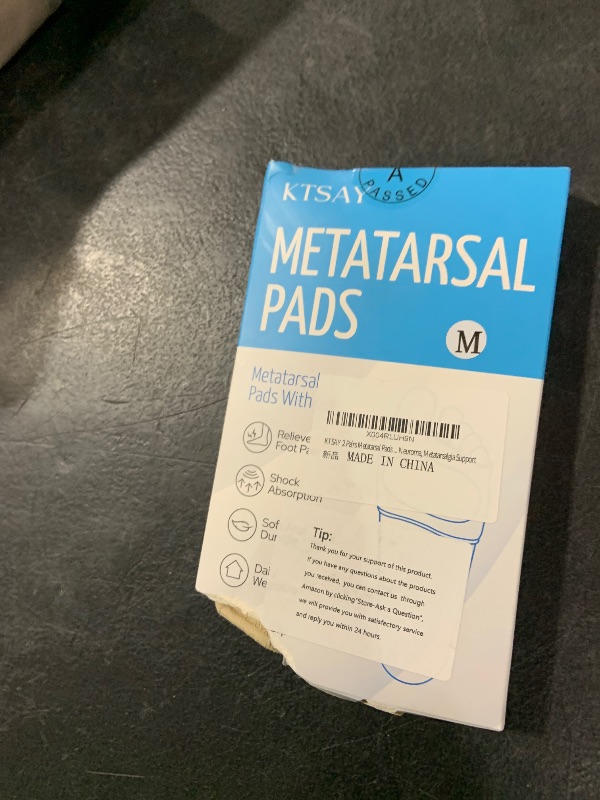 A
PASSED
KTSAY
METATARSAL
PADS
M
Metatarsal
Pads With
Relieve
Foot Pa
Shock
Absorption
Sof
Dur
Dai
We
KTSAY 2 Pairs Metatarsal Pads ... Neuroma, Metatarsalgia Support
新品 MADE IN CHINA
Tip:
Thank you for your support of this product.
If you have any questions about the products
you received, you can contact us through
Amazon by clicking"Store-Ask a Question",
we will provide you with satisfactory service
and reply you within 24 hours.